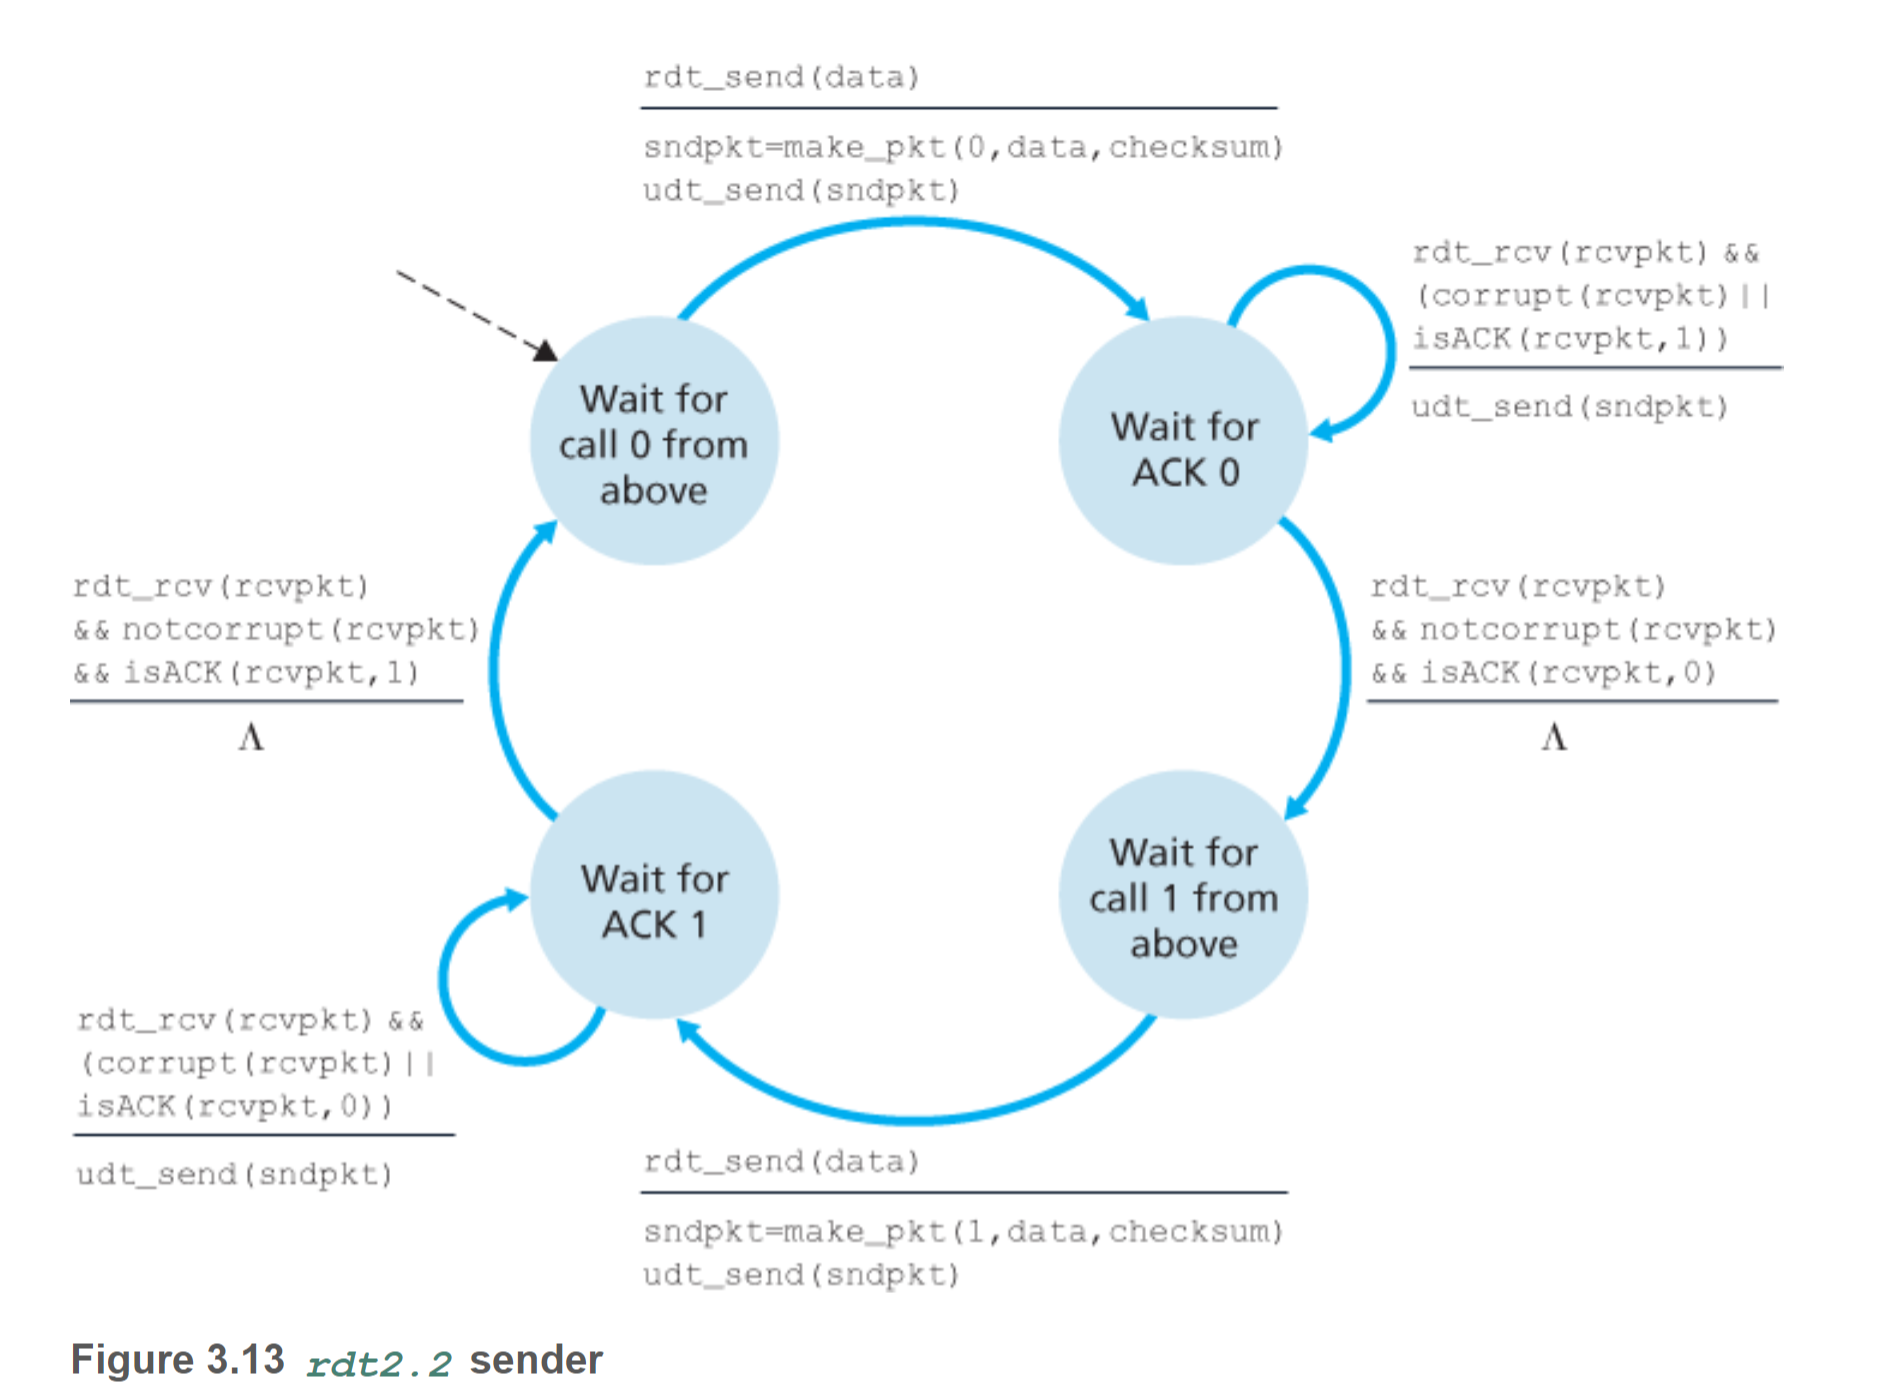 rdt_send(data)
sndpkt=make_pkt(0,data,checksum)
udt_send(sndpkt)
rdt_rcv(rcvpkt) &&
(corrupt(rcvpkt)||
isACK(rcvpkt,1))
udt_send(sndpkt)
Wait for
call 0 from
above
Wait for
ACK 0
rdt_rcv(rcvpkt)
&& notcorrupt(rcvpkt)
&& isACK(rcvpkt,1)
Λ
rdt_rcv(rcvpkt)
&& notcorrupt(rcvpkt)
&& isACK(rcvpkt,0)
Λ
Wait for
ACK 1
Wait for
call 1 from
above
rdt_rcv(rcvpkt) &&
(corrupt(rcvpkt)||
isACK(rcvpkt,0))
udt_send(sndpkt)
rdt_send(data)
sndpkt=make_pkt(1,data,checksum)
udt_send(sndpkt)
Figure 3.13 rdt2.2 sender